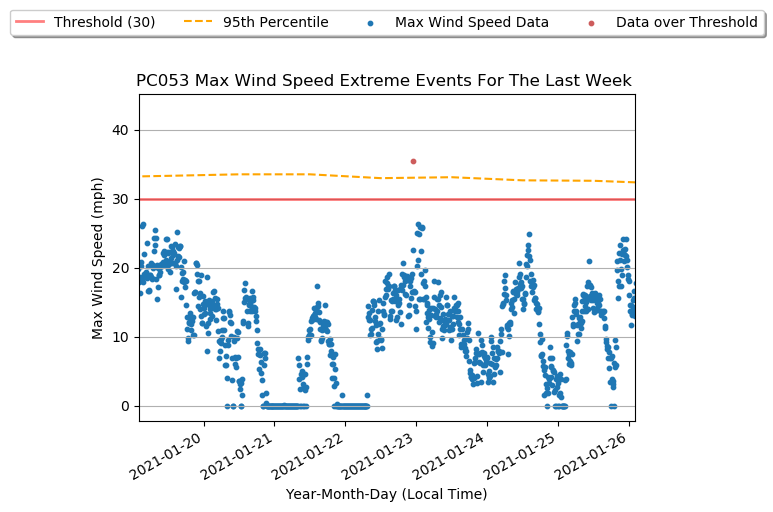 Threshold (30) 95th Percentile Max Wind Speed Data Data over Threshold
PC053 Max Wind Speed Extreme Events For The Last Week
Max Wind Speed (mph)
40
30
20
10
0
2021-01-20 2021-01-21 2021-01-22 2021-01-23 2021-01-24 2021-01-25 2021-01-26
Year-Month-Day (Local Time)